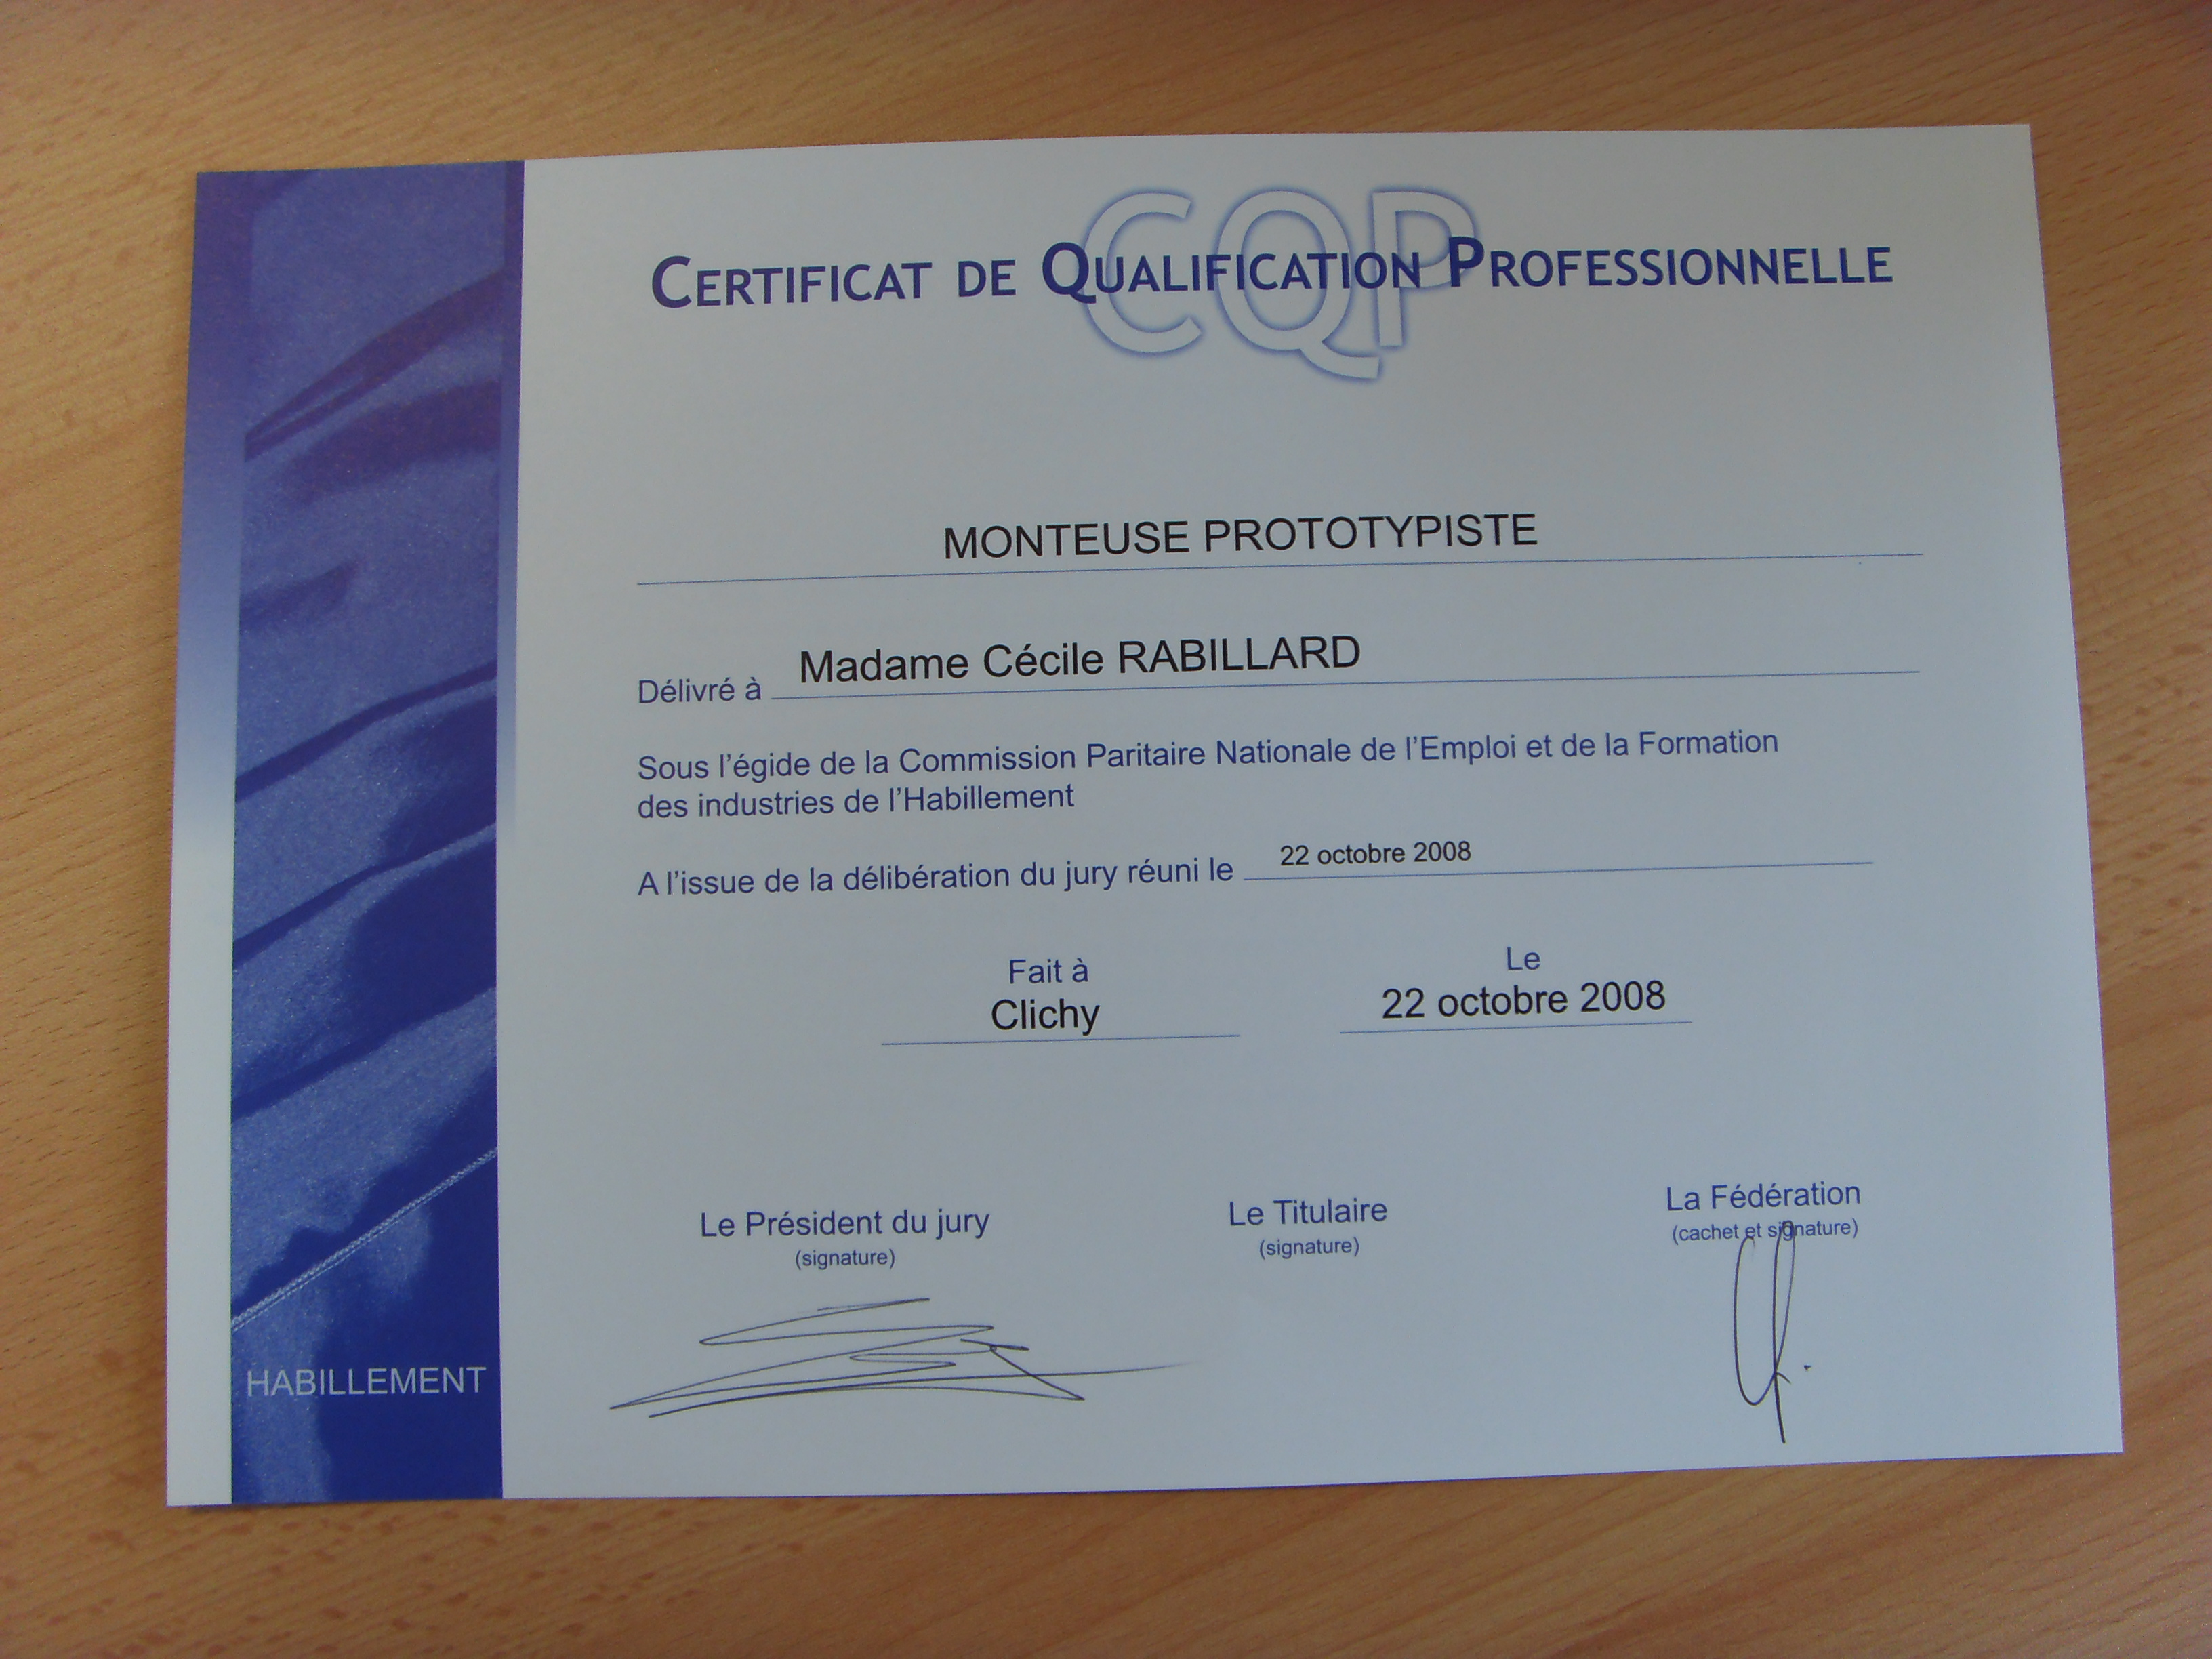 CQP
CERTIFICAT DE QUALIFICATION PROFESSIONNELLE
MONTEUSE PROTOTYPISTE
Délivré à Madame Cécile RABILLARD
Sous l'égide de la Commission Paritaire Nationale de l'Emploi et de la Formation
des industries de l'Habillement
A l'issue de la délibération du jury réuni le 22 octobre 2008
Fait à
Clichy
Le
22 octobre 2008
Le Président du jury
(signature)
Le Titulaire
(signature)
La Fédération
(cachet et signature)
HABILLEMENT